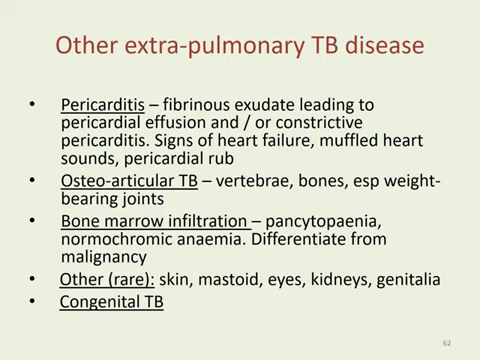 Other extra-pulmonary TB disease
• Pericarditis – fibrinous exudate leading to
pericardial effusion and / or constrictive
pericarditis. Signs of heart failure, muffled heart
sounds, pericardial rub
• Osteo-articular TB – vertebrae, bones, esp weight-
bearing joints
• Bone marrow infiltration – pancytopaenia,
normochromic anaemia. Differentiate from
malignancy
• Other (rare): skin, mastoid, eyes, kidneys, genitalia
• Congenital TB
62